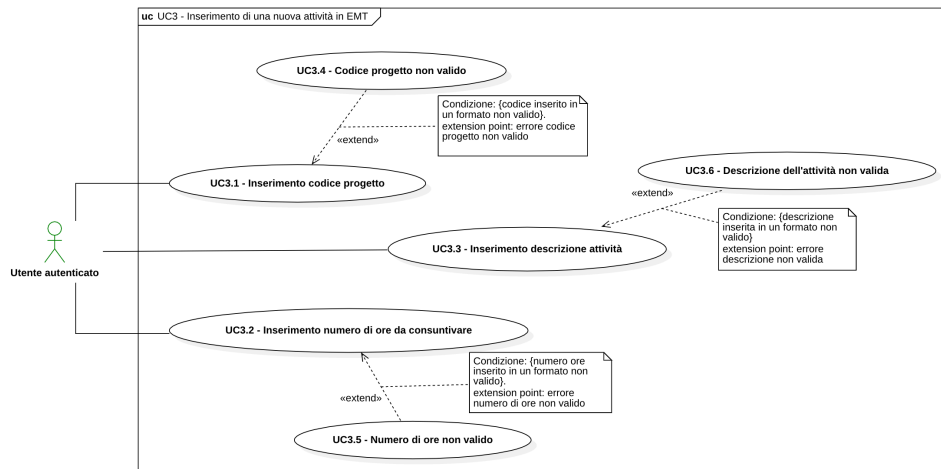 uc UC3 - Inserimento di una nuova attività in EMT
UC3.4 - Codice progetto non valido
Condizione: {codice inserito in
un formato non valido}.
extension point: errore codice
progetto non valido
«extend»
UC3.1 - Inserimento codice progetto
UC3.6 - Descrizione dell'attività non valida
«extend»
Condizione: {descrizione
inserita in un formato non
valido}
extension point: errore
descrizione non valida
UC3.3 - Inserimento descrizione attività
Utente autenticato
UC3.2 - Inserimento numero di ore da consuntivare
Condizione: {numero ore
inserito in un formato non
valido}.
extension point: errore
numero di ore non valido
«extend»
UC3.5 - Numero di ore non valido